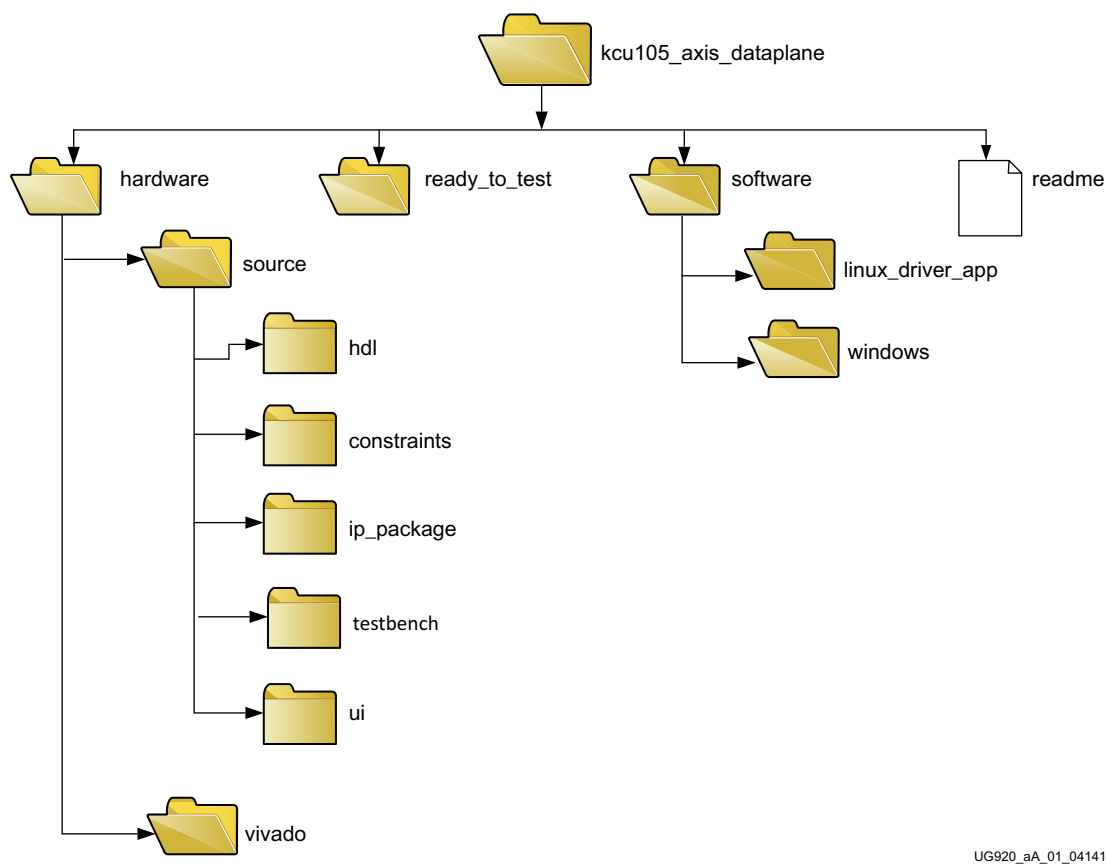 kcu105_axis_dataplane
hardware
ready_to_test
software
readme
source
linux_driver_app
hdl
windows
constraints
ip_package
testbench
ui
vivado
UG920_aA_01_04141